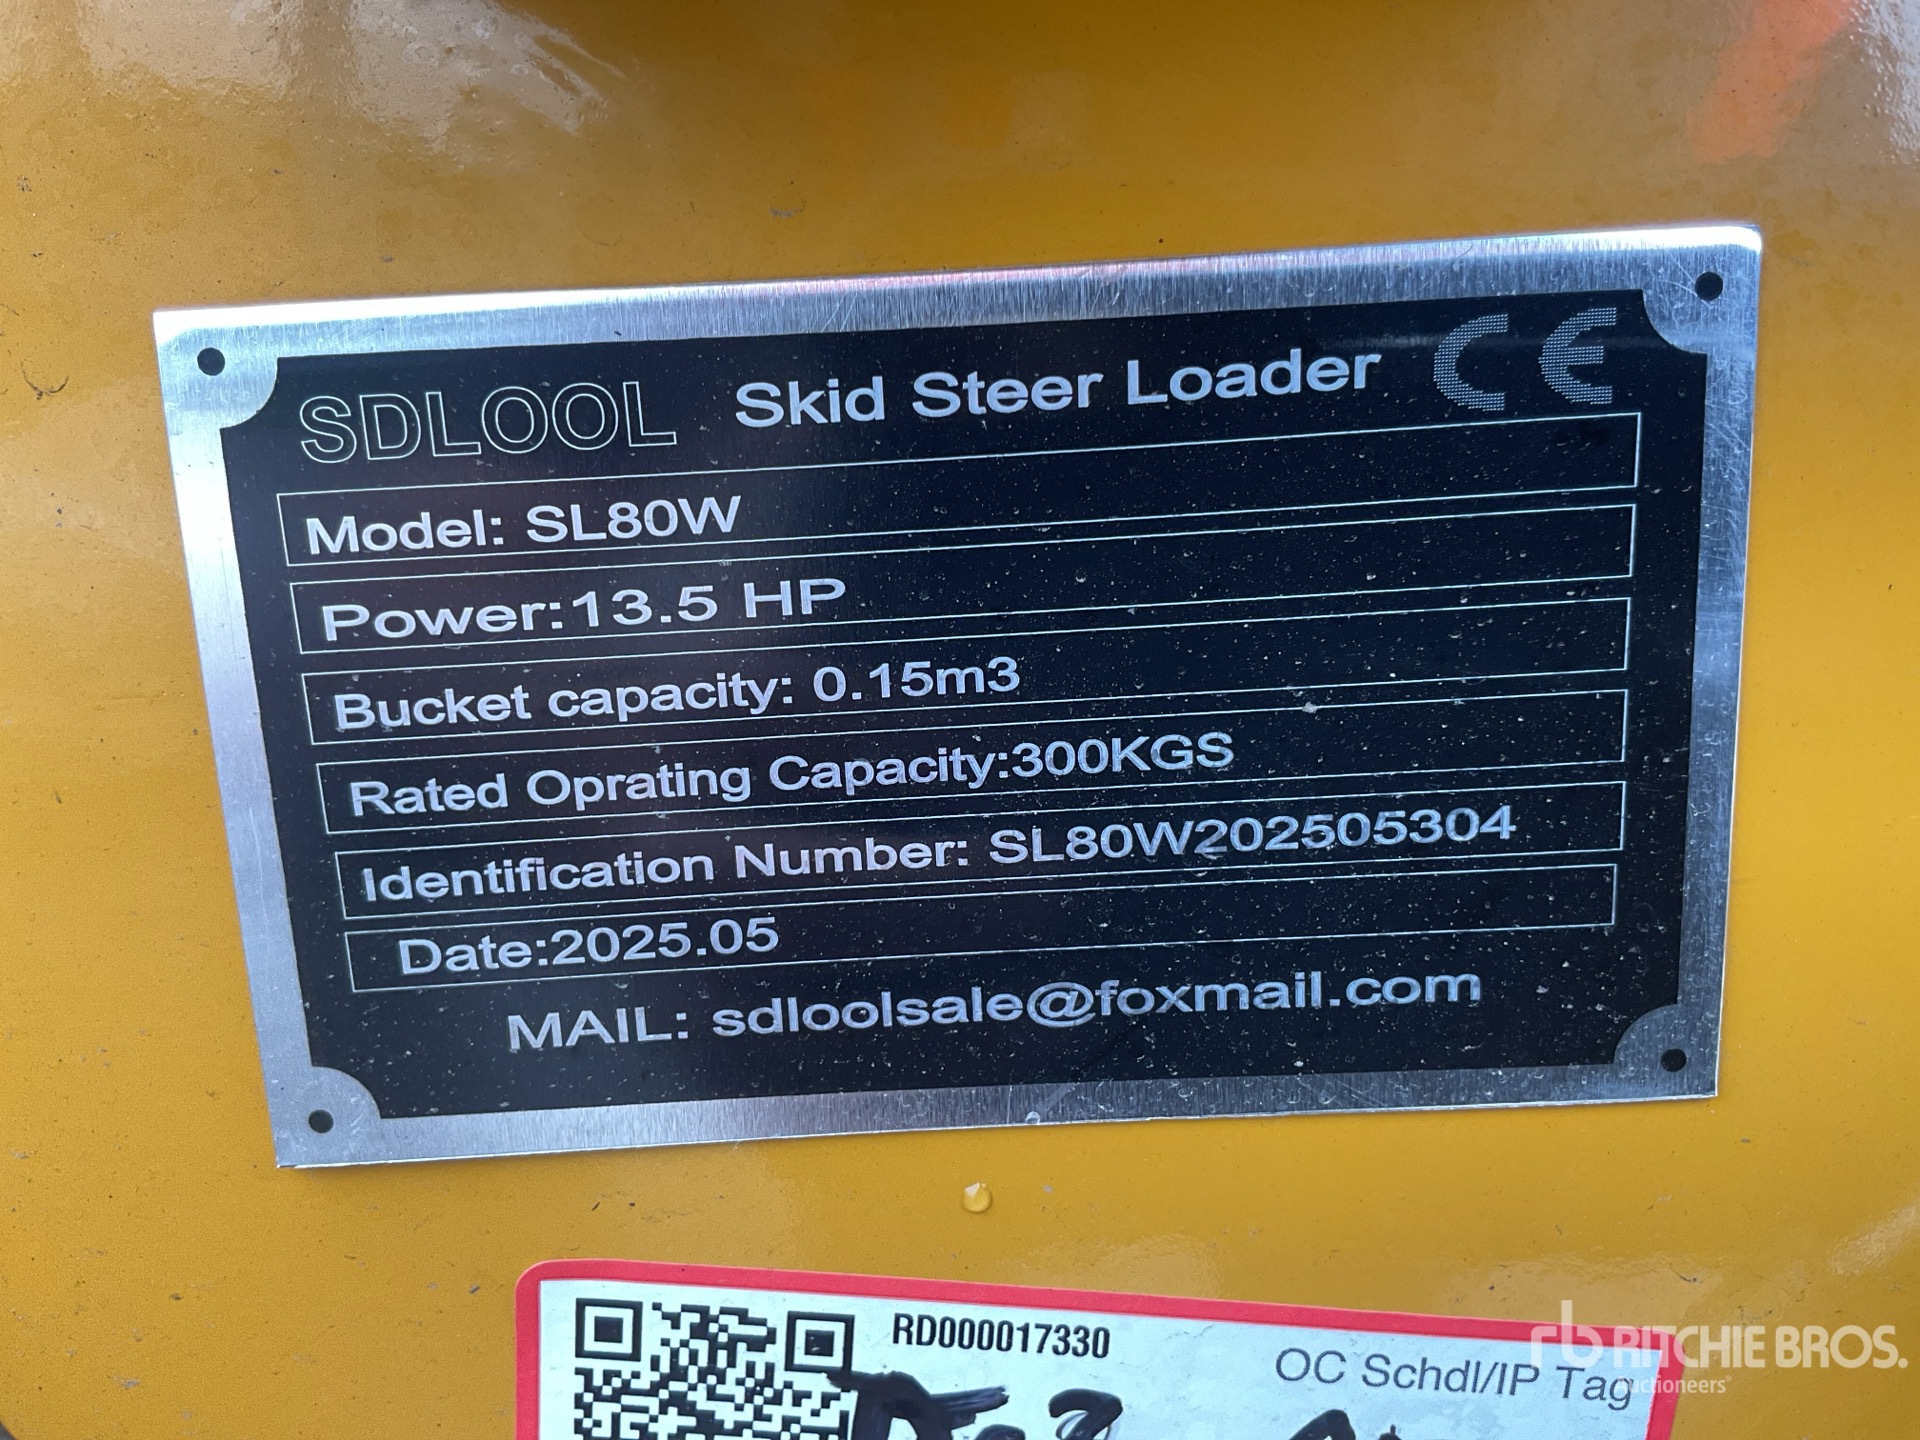 SDLOOL Skid Steer Loader CE
Model: SL80W
Power:13.5 HP
Bucket capacity: 0.15m3
Rated Oprating Capacity:300KGS
Identification Number: SL80W202505304
Date:2025.05
MAIL: sdloolsale@foxmail.com
RD000017330
OC Schdl/IP Tag
rb RITCHIE BROS.
Auctioneers